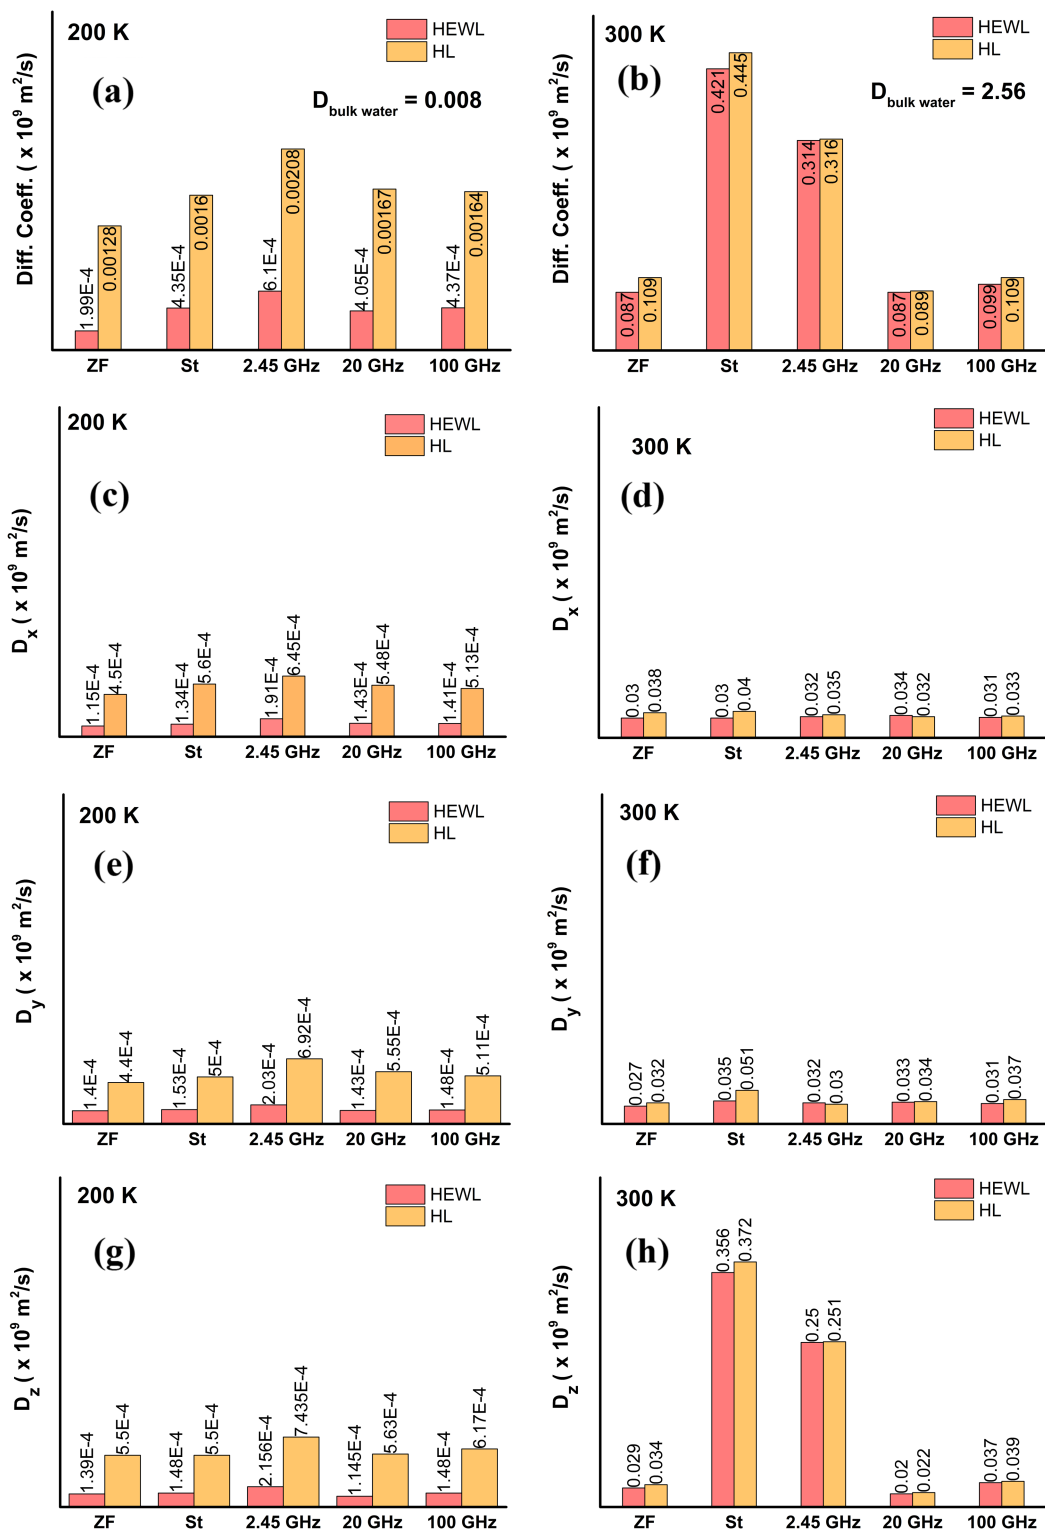 200 K
HEWL
HL
(a)
D bulk water = 0.008
Diff. Coeff. ( x 10⁹ m²/s)
1.99E-4
0.00128
4.35E-4
0.0016
6.1E-4
0.00208
4.05E-4
0.00167
4.37E-4
0.00164
ZF St 2.45 GHz 20 GHz 100 GHz
300 K
HEWL
HL
(b)
D bulk water = 2.56
Diff. Coeff. ( x 10⁹ m²/s)
0.087
0.109
0.421
0.445
0.314
0.316
0.087
0.089
0.099
0.109
ZF St 2.45 GHz 20 GHz 100 GHz
200 K
HEWL
HL
(c)
Dx ( x 10⁹ m²/s)
1.15E-4
4.5E-4
1.34E-4
5.6E-4
1.91E-4
6.45E-4
1.43E-4
5.48E-4
1.41E-4
5.13E-4
ZF St 2.45 GHz 20 GHz 100 GHz
300 K
HEWL
HL
(d)
Dx ( x 10⁹ m²/s)
0.03
0.038
0.03
0.04
0.032
0.035
0.034
0.032
0.031
0.033
ZF St 2.45 GHz 20 GHz 100 GHz
200 K
HEWL
HL
(e)
Dy ( x 10⁹ m²/s)
1.4E-4
4.4E-4
1.53E-4
5E-4
2.03E-4
6.92E-4
1.43E-4
5.55E-4
1.48E-4
5.11E-4
ZF St 2.45 GHz 20 GHz 100 GHz
300 K
HEWL
HL
(f)
Dy ( x 10⁹ m²/s)
0.027
0.032
0.035
0.051
0.032
0.03
0.033
0.034
0.031
0.037
ZF St 2.45 GHz 20 GHz 100 GHz
200 K
HEWL
HL
(g)
Dz ( x 10⁹ m²/s)
1.39E-4
5.5E-4
1.48E-4
5.5E-4
2.156E-4
7.435E-4
1.145E-4
5.63E-4
1.48E-4
6.17E-4
ZF St 2.45 GHz 20 GHz 100 GHz
300 K
HEWL
HL
(h)
Dz ( x 10⁹ m²/s)
0.029
0.034
0.356
0.372
0.25
0.251
0.02
0.022
0.037
0.039
ZF St 2.45 GHz 20 GHz 100 GHz